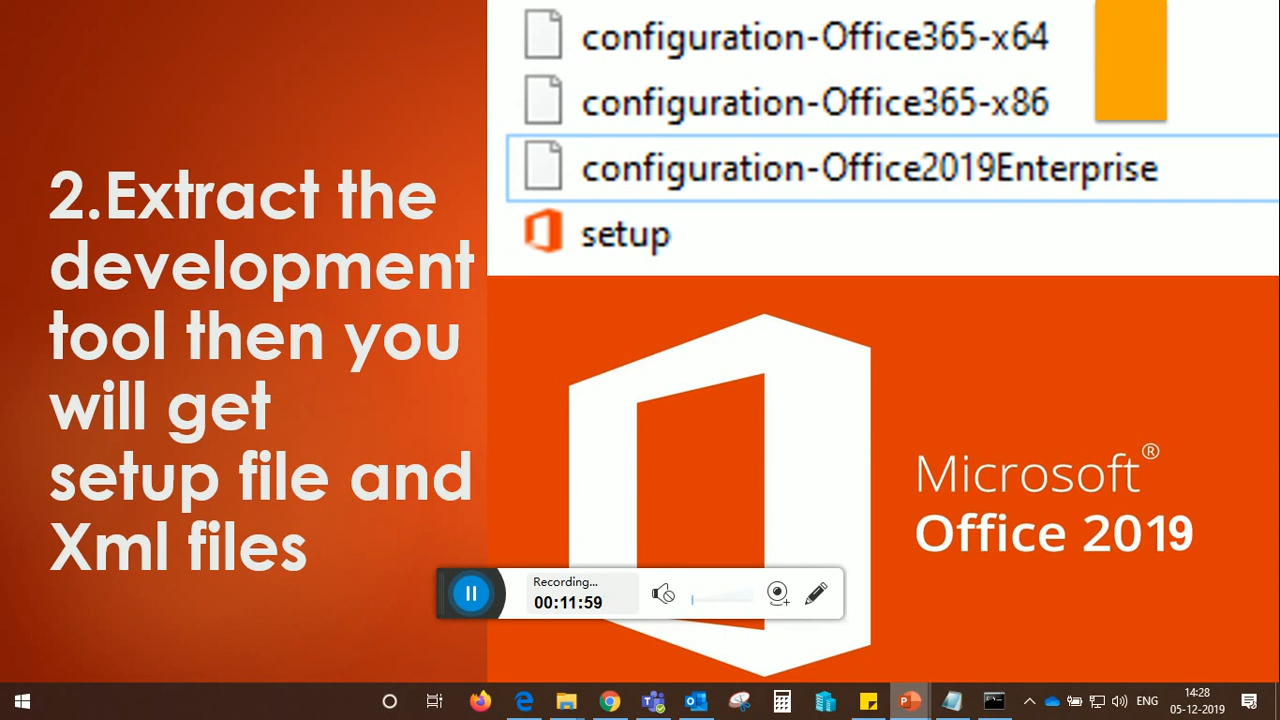 2.Extract the
development
tool then you
will get
setup file and
Xml files
configuration-Office365-x64
configuration-Office365-x86
configuration-Office2019Enterprise
setup
Microsoft®
Office 2019
Recording...
00:11:59
ENG
14:28
05-12-2019